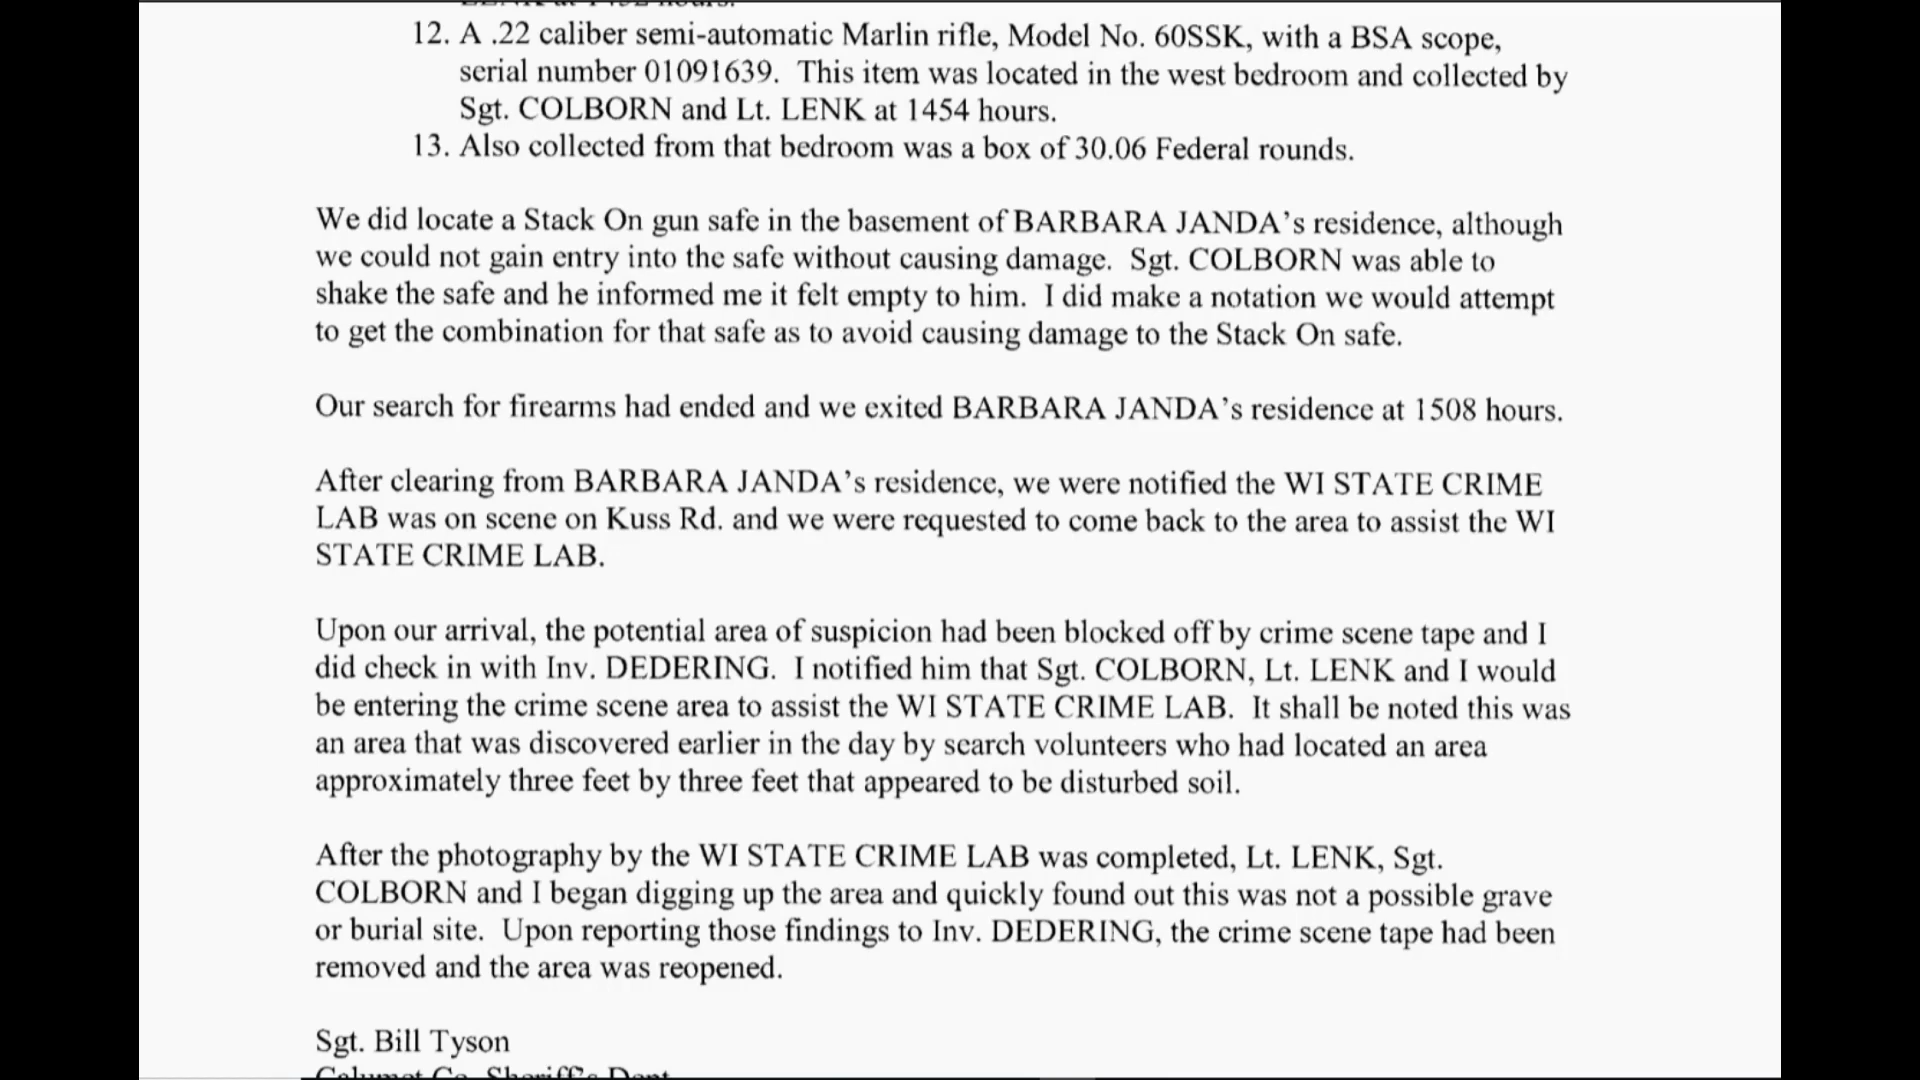 LENK at 1452 hours.
12. A .22 caliber semi-automatic Marlin rifle, Model No. 60SSK, with a BSA scope,
serial number 01091639. This item was located in the west bedroom and collected by
Sgt. COLBORN and Lt. LENK at 1454 hours.
13. Also collected from that bedroom was a box of 30.06 Federal rounds.
We did locate a Stack On gun safe in the basement of BARBARA JANDA's residence, although
we could not gain entry into the safe without causing damage. Sgt. COLBORN was able to
shake the safe and he informed me it felt empty to him. I did make a notation we would attempt
to get the combination for that safe as to avoid causing damage to the Stack On safe.
Our search for firearms had ended and we exited BARBARA JANDA's residence at 1508 hours.
After clearing from BARBARA JANDA's residence, we were notified the WI STATE CRIME
LAB was on scene on Kuss Rd. and we were requested to come back to the area to assist the WI
STATE CRIME LAB.
Upon our arrival, the potential area of suspicion had been blocked off by crime scene tape and I
did check in with Inv. DEDERING. I notified him that Sgt. COLBORN, Lt. LENK and I would
be entering the crime scene area to assist the WI STATE CRIME LAB. It shall be noted this was
an area that was discovered earlier in the day by search volunteers who had located an area
approximately three feet by three feet that appeared to be disturbed soil.
After the photography by the WI STATE CRIME LAB was completed, Lt. LENK, Sgt.
COLBORN and I began digging up the area and quickly found out this was not a possible grave
or burial site. Upon reporting those findings to Inv. DEDERING, the crime scene tape had been
removed and the area was reopened.
Sgt. Bill Tyson
Calumet Co. Sheriff's Dept.